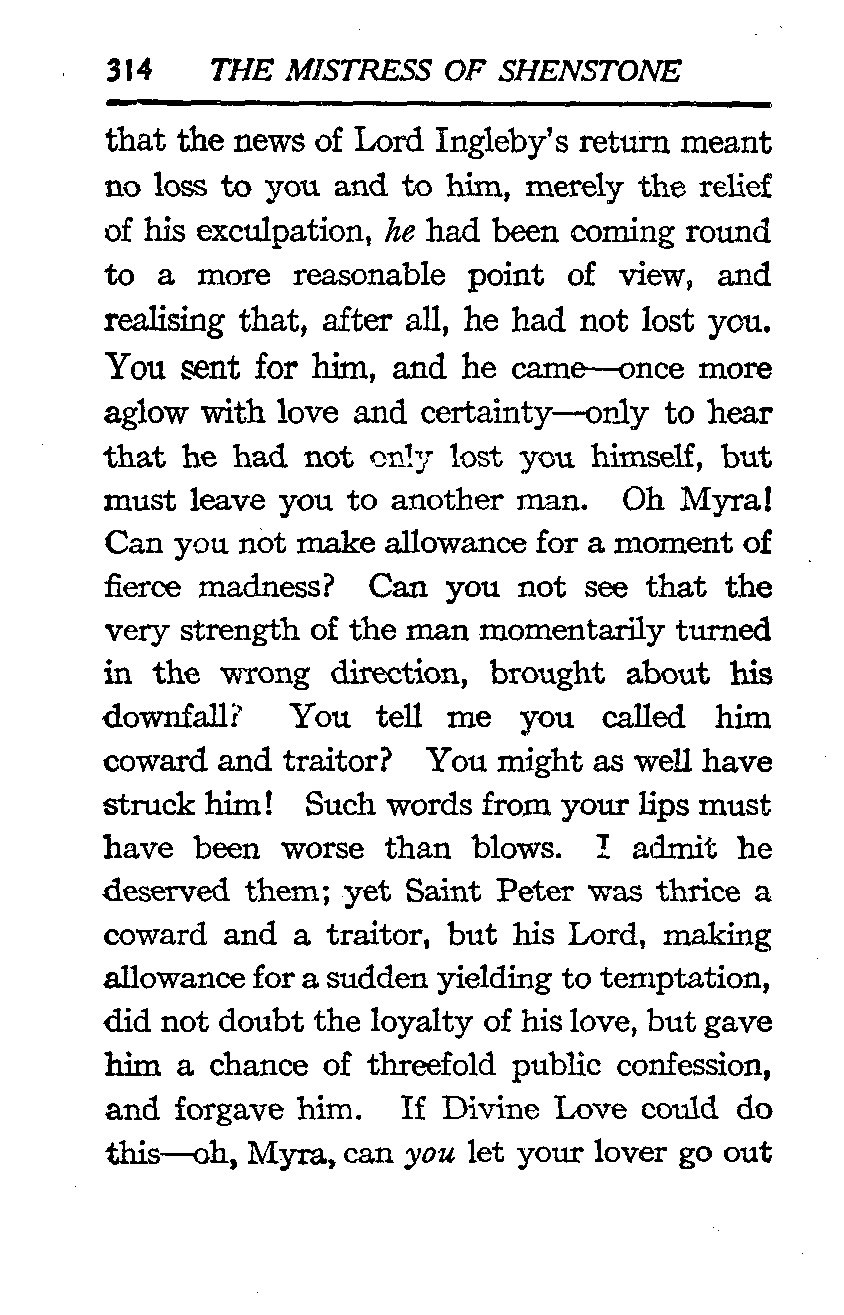 314 THE MISTRESS OF SHENSTONE
that the news of Lord Ingleby's return meant
no loss to you and to him, merely the relief
of his exculpation, he had been coming round
to a more reasonable point of view, and
realising that, after all, he had not lost you.
You sent for him, and he came—once more
aglow with love and certainty—only to hear
that he had not only lost you himself, but
must leave you to another man. Oh Myra!
Can you not make allowance for a moment of
fierce madness? Can you not see that the
very strength of the man momentarily turned
in the wrong direction, brought about his
downfall? You tell me you called him
coward and traitor? You might as well have
struck him! Such words from your lips must
have been worse than blows. I admit he
deserved them; yet Saint Peter was thrice a
coward and a traitor, but his Lord, making
allowance for a sudden yielding to temptation,
did not doubt the loyalty of his love, but gave
him a chance of threefold public confession,
and forgave him. If Divine Love could do
this—oh, Myra, can you let your lover go out